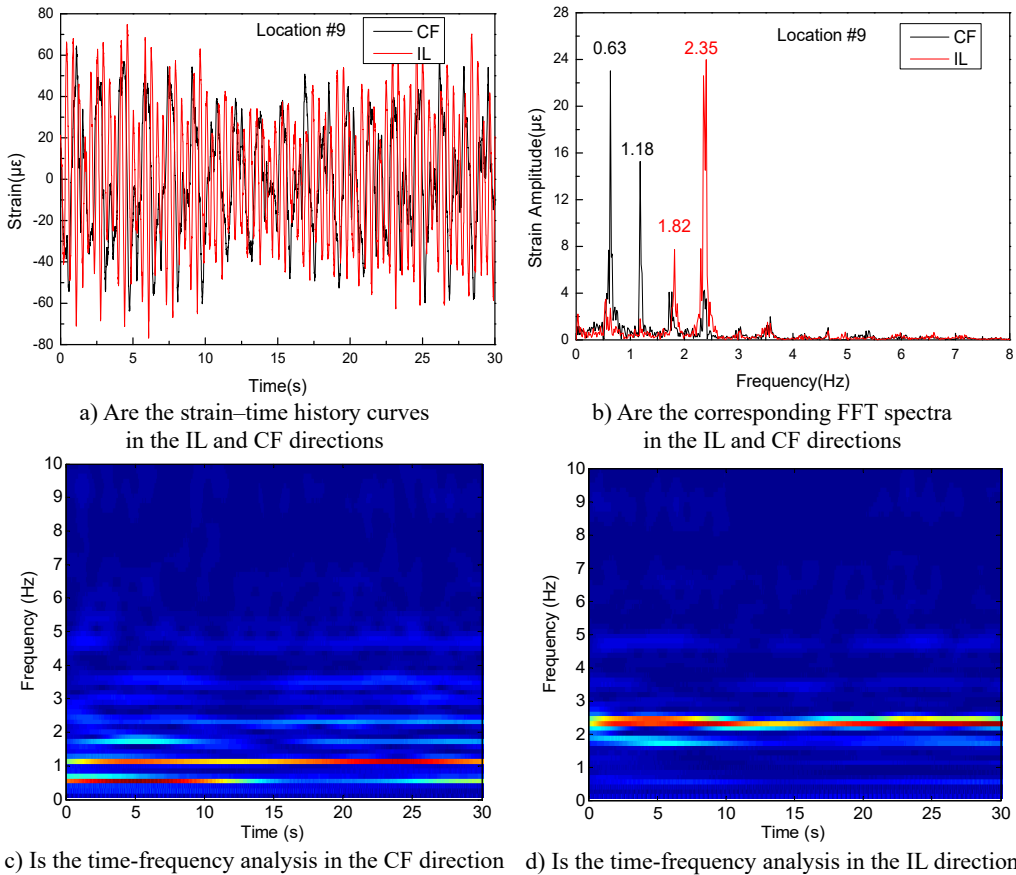 Location #9
CF
IL
80
60
40
20
0
-20
-40
-60
-80
Strain(με)
0 5 10 15 20 25 30
Time(s)
a) Are the strain–time history curves
in the IL and CF directions
Location #9
CF
IL
0.63
2.35
1.18
1.82
28
24
20
16
12
8
4
0
Strain Amplitude(με)
0 1 2 3 4 5 6 7 8
Frequency(Hz)
b) Are the corresponding FFT spectra
in the IL and CF directions
10
9
8
7
6
5
4
3
2
1
0
Frequency (Hz)
0 5 10 15 20 25 30
Time (s)
c) Is the time-frequency analysis in the CF direction
10
9
8
7
6
5
4
3
2
1
0
Frequency (Hz)
0 5 10 15 20 25 30
Time (s)
d) Is the time-frequency analysis in the IL direction